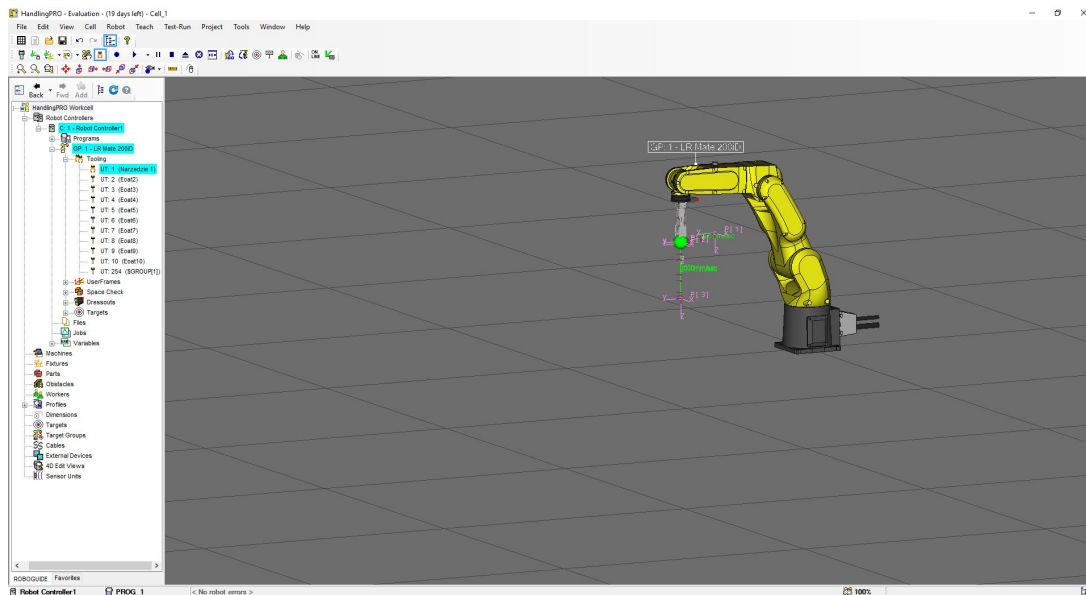 HandlingPRO - Evaluation - (19 days left) - Cell_1
File Edit View Cell Robot Teach Test-Run Project Tools Window Help
ON LINE
Back Fwd Add
HandlingPRO Workcell
Robot Controllers
C: 1 - Robot Controller1
Programs
GP: 1 - LR Mate 200iD
Tooling
UT: 1 (Narzedzie 1)
UT: 2 (Eoat2)
UT: 3 (Eoat3)
UT: 4 (Eoat4)
UT: 5 (Eoat5)
UT: 6 (Eoat6)
UT: 7 (Eoat7)
UT: 8 (Eoat8)
UT: 9 (Eoat9)
UT: 10 (Eoat10)
UT: 254 ($GROUP[1])
UserFrames
Space Check
Dressouts
Targets
Files
Jobs
Variables
Machines
Fixtures
Parts
Obstacles
Workers
Profiles
Dimensions
Targets
Target Groups
Cables
External Devices
4D Edit Views
Sensor Units
ROBOGUIDE Favorites
GP: 1 - LR Mate 200iD
P[ 1]
P[ 3]
Robot Controller1 PROG_1 < No robot errors > 100%